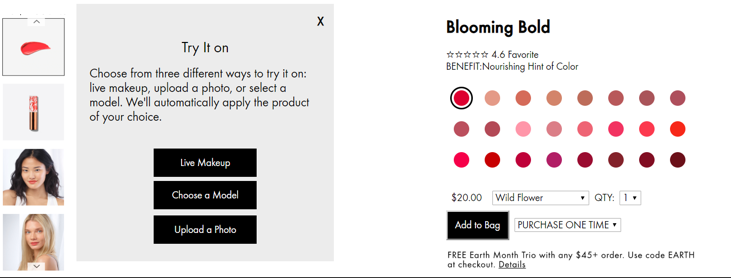 X
Try It on
Choose from three different ways to try it on:
live makeup, upload a photo, or select a
model. We'll automatically apply the product
of your choice.
Live Makeup
Choose a Model
Upload a Photo
Blooming Bold
☆☆☆☆☆ 4.6 Favorite
BENEFIT:Nourishing Hint of Color
$20.00 Wild Flower ▼ QTY: 1 ▼
Add to Bag PURCHASE ONE TIME ▼
FREE Earth Month Trio with any $45+ order. Use code EARTH
at checkout. Details